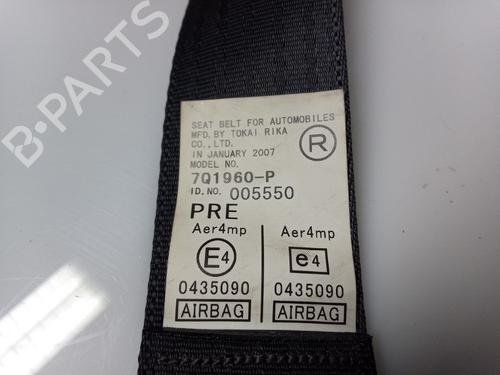 SEAT BELT FOR AUTOMOBILES
MFD. BY TOKAI RIKA
CO., LTD.
IN JANUARY 2007
MODEL NO.
7Q1960-P
ID. NO. 005550
R
PRE
Aer4mp Aer4mp
E4 e4
0435090 0435090
AIRBAG AIRBAG
B-PARTS